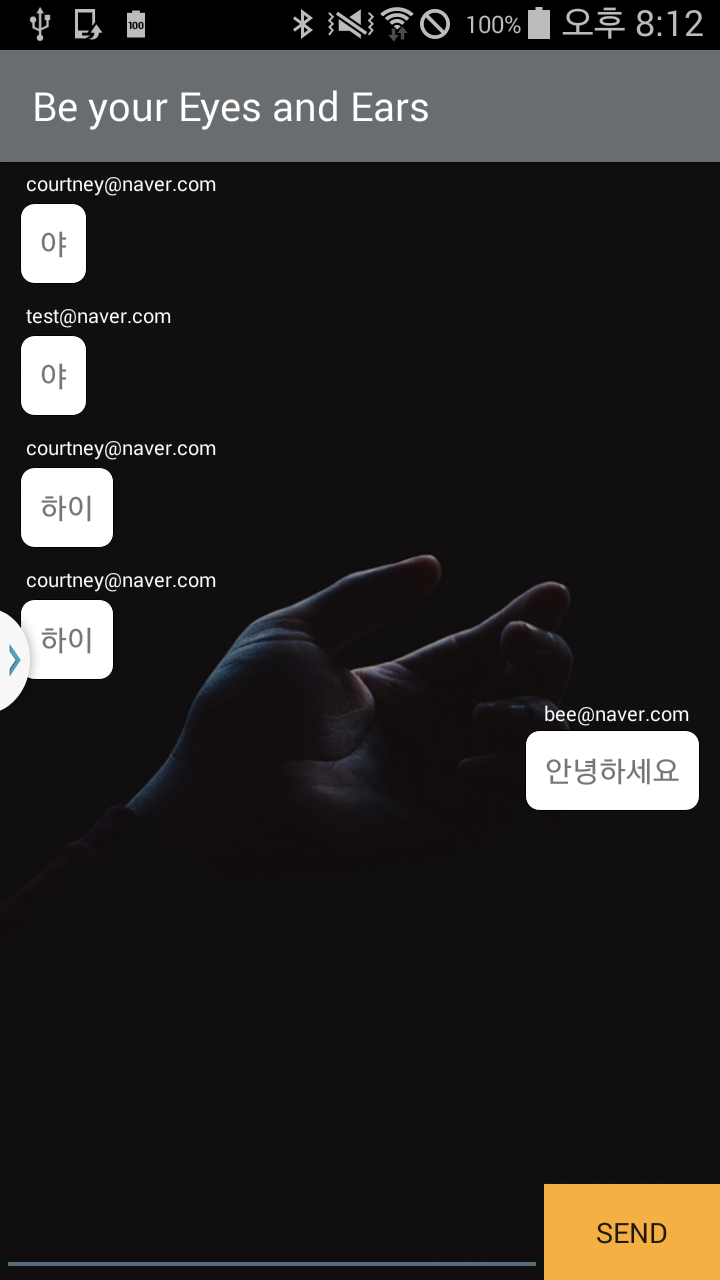 100 100% 오후 8:12
Be your Eyes and Ears
courtney@naver.com
야
test@naver.com
야
courtney@naver.com
하이
courtney@naver.com
하이
bee@naver.com
안녕하세요
SEND